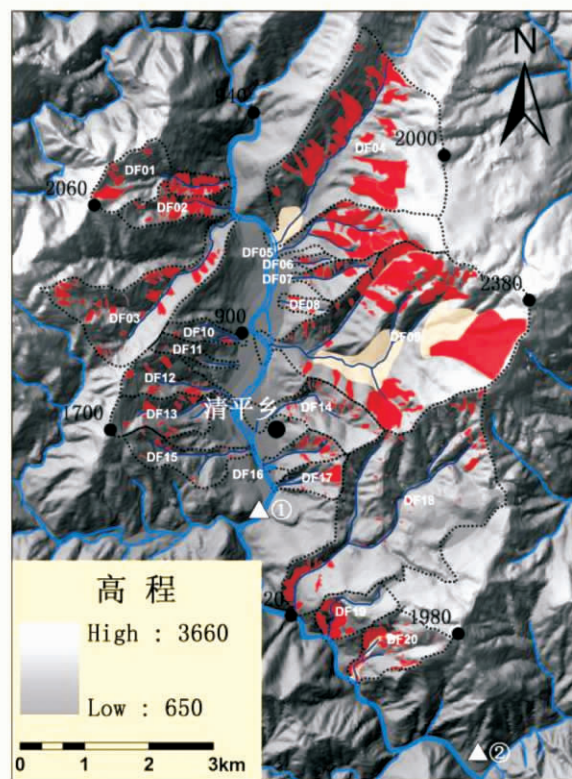 N
DF04
2000
DF01
2060
DF02
DF05
DF06
DF07
2380
DF08
DF03
900
DF10
DF11
DF12
1700
DF13
清平乡
DF14
DF15
DF16
DF17
DF18
①
高程
High : 3660
Low : 650
DF19
1980
DF20
0 1 2 3km
②